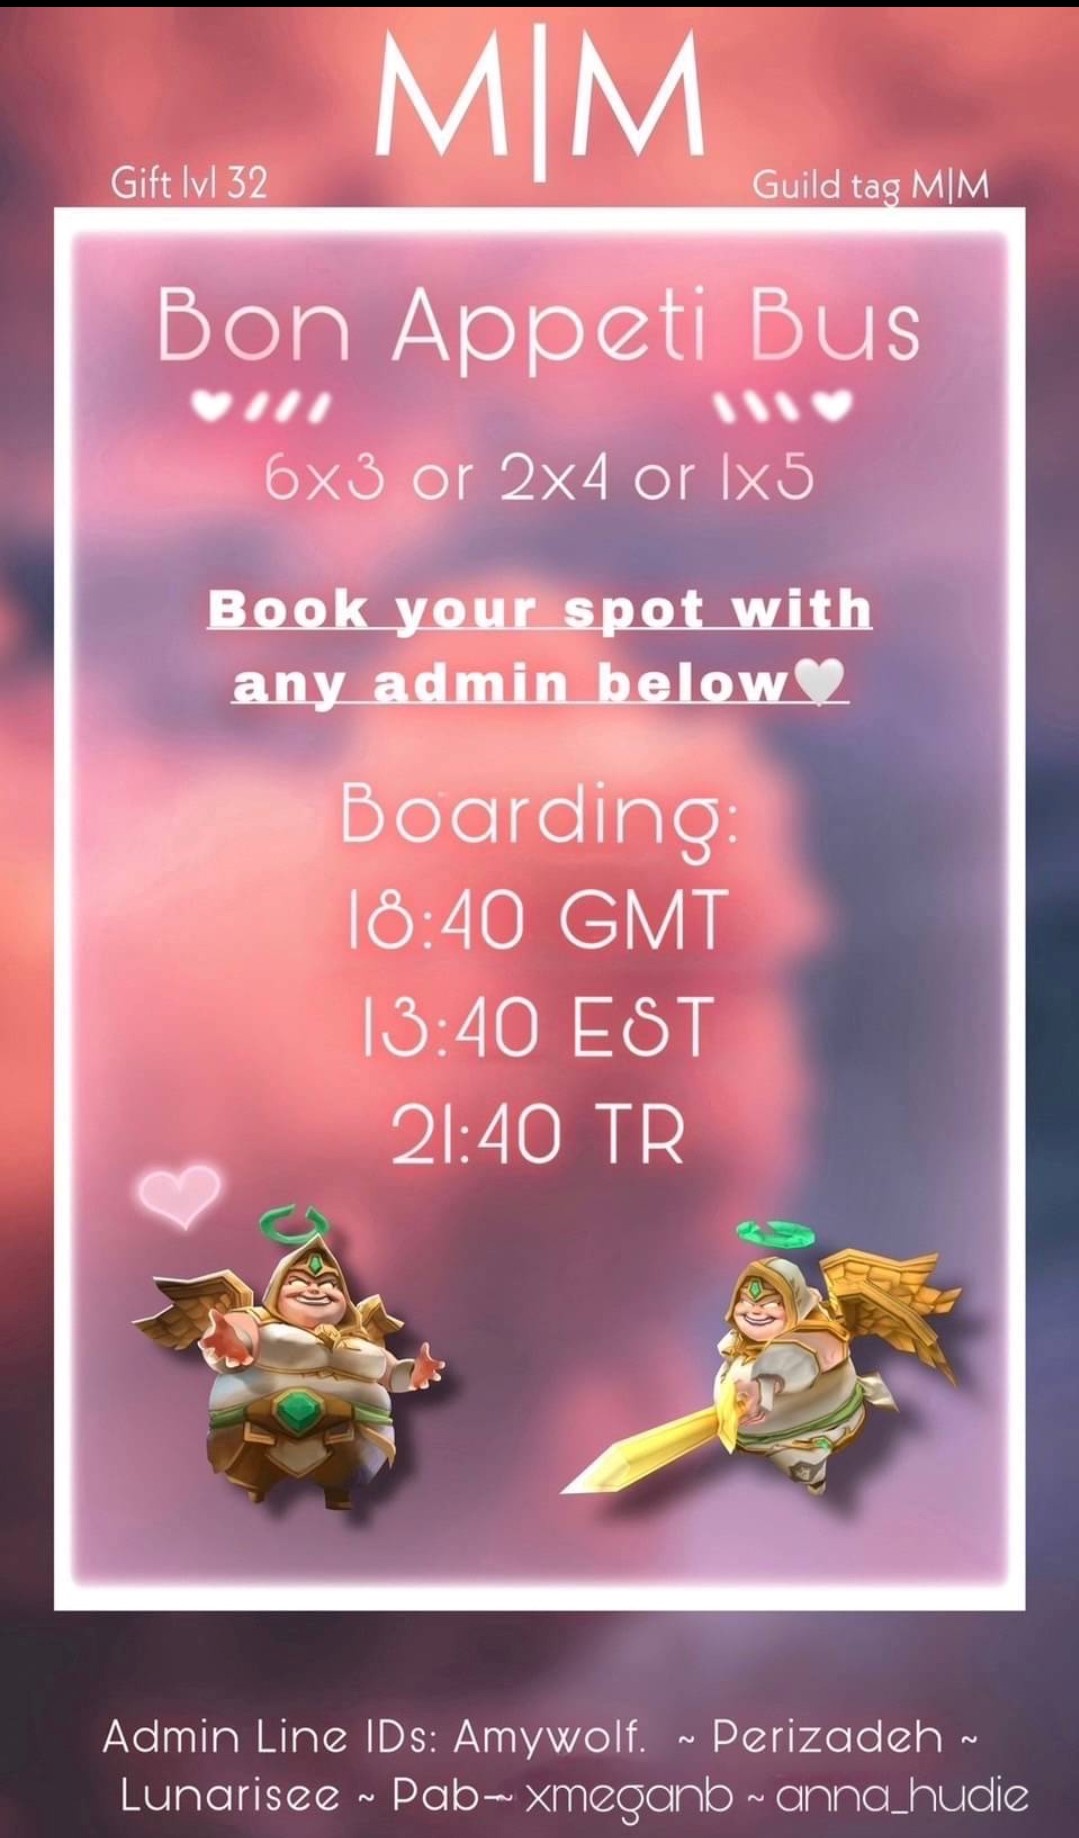 M|M
Gift lvl 32
Guild tag M|M
Bon Appeti Bus
6x3 or 2x4 or 1x5
Book your spot with
any admin below🤍
Boarding:
18:40 GMT
13:40 EST
21:40 TR
Admin Line IDs: Amywolf. ~ Perizadeh ~
Lunarisee ~ Pab~ xmeganb ~ anna_hudie